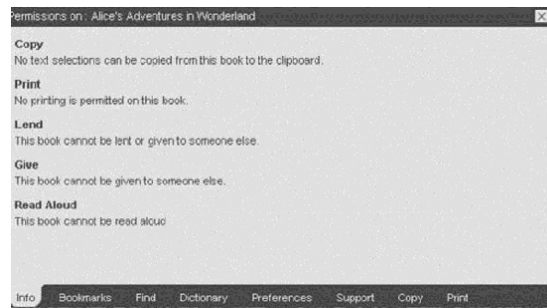 Permissions on : Alice's Adventures in Wonderland
Copy
No text selections can be copied from this book to the clipboard.
Print
No printing is permitted on this book.
Lend
This book cannot be lent or given to someone else.
Give
This book cannot be given to someone else.
Read Aloud
This book cannot be read aloud
Info Bookmarks Find Dictionary Preferences Support Copy Print